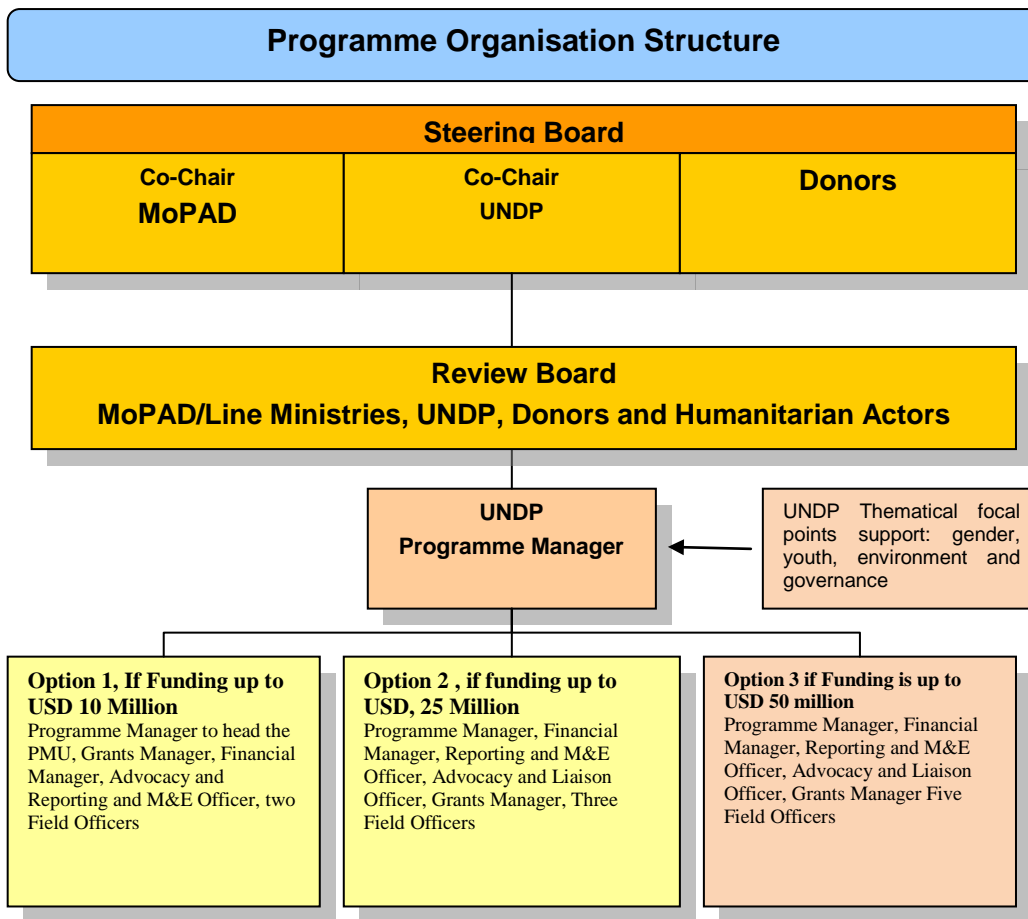 Programme Organisation Structure
Steering Board
Co-Chair
MoPAD
Co-Chair
UNDP
Donors
Review Board
MoPAD/Line Ministries, UNDP, Donors and Humanitarian Actors
UNDP
Programme Manager
UNDP Thematical focal
points support: gender,
youth, environment and
governance
Option 1, If Funding up to
USD 10 Million
Programme Manager to head the
PMU, Grants Manager, Financial
Manager, Advocacy and
Reporting and M&E Officer, two
Field Officers
Option 2 , if funding up to
USD, 25 Million
Programme Manager, Financial
Manager, Reporting and M&E
Officer, Advocacy and Liaison
Officer, Grants Manager, Three
Field Officers
Option 3 if Funding is up to
USD 50 million
Programme Manager, Financial
Manager, Reporting and M&E
Officer, Advocacy and Liaison
Officer, Grants Manager Five
Field Officers